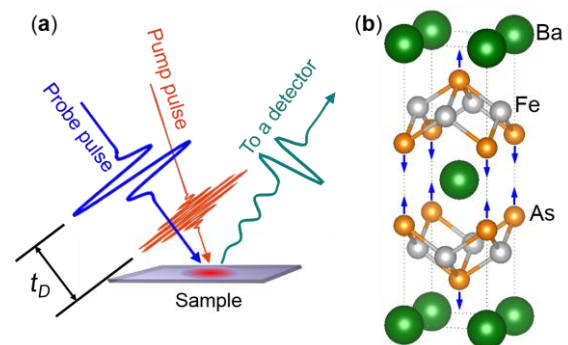 (a)
Probe pulse
Pump pulse
To a detector
t_D
Sample
(b)
Ba
Fe
As